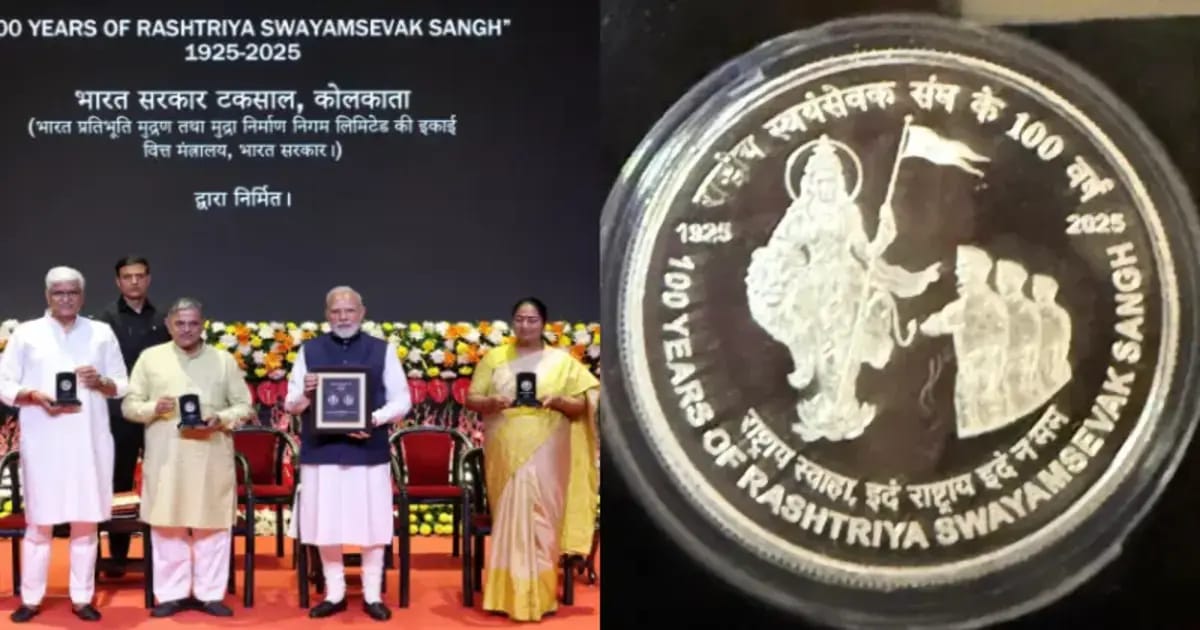 00 YEARS OF RASHTRIYA SWAYAMSEVAK SANGH”
1925-2025
भारत सरकार टकसाल, कोलकाता
(भारत प्रतिभूति मुद्रण तथा मुद्रा निर्माण निगम लिमिटेड की इकाई
वित्त मंत्रालय, भारत सरकार।)
द्वारा निर्मित।
राष्ट्रीय स्वयंसेवक संघ के 100 वर्ष
1925
2025
राष्ट्राय स्वाहा, इदं राष्ट्राय इदं न मम
100 YEARS OF RASHTRIYA SWAYAMSEVAK SANGH